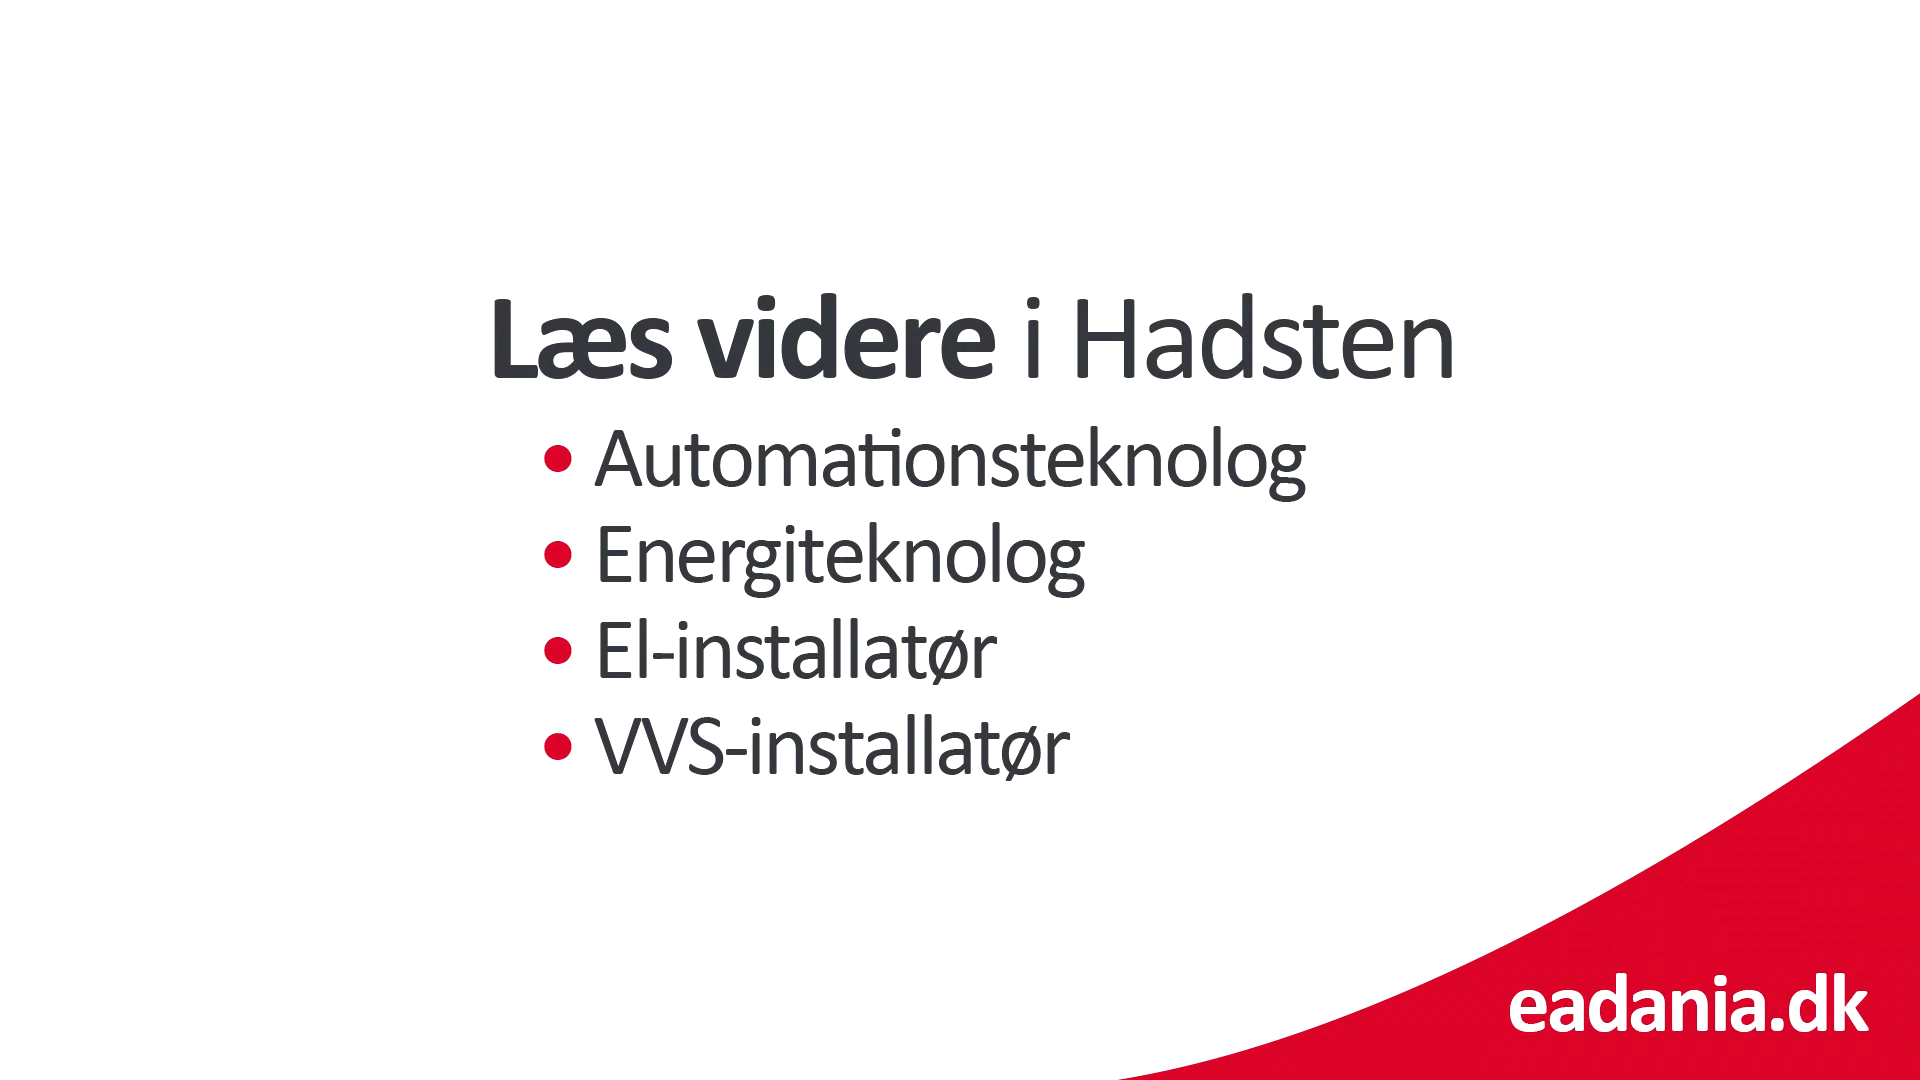 Læs videre i Hadsten
• Automationsteknolog
• Energiteknolog
• El-installatør
• VVS-installatør
eadania.dk